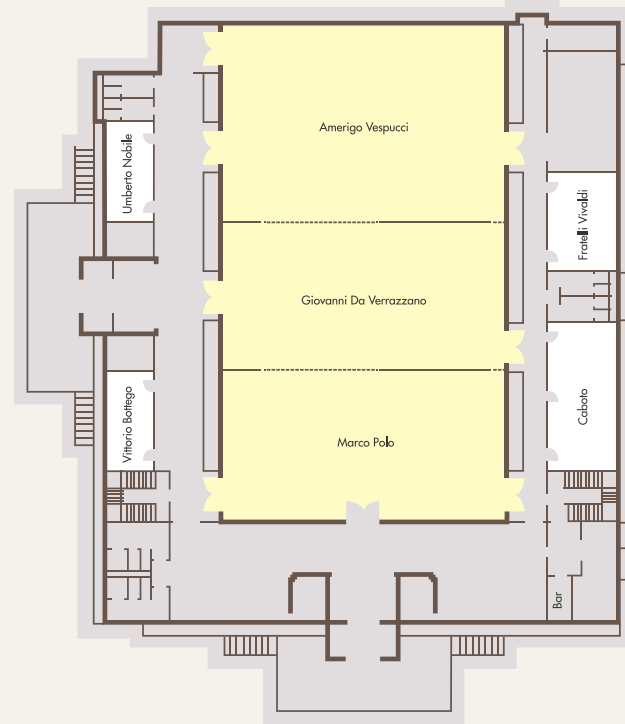 Amerigo Vespucci
Umberto Nobile
Fratelli Vivaldi
Giovanni Da Verrazzano
Vittorio Bottego
Caboto
Marco Polo
Bar